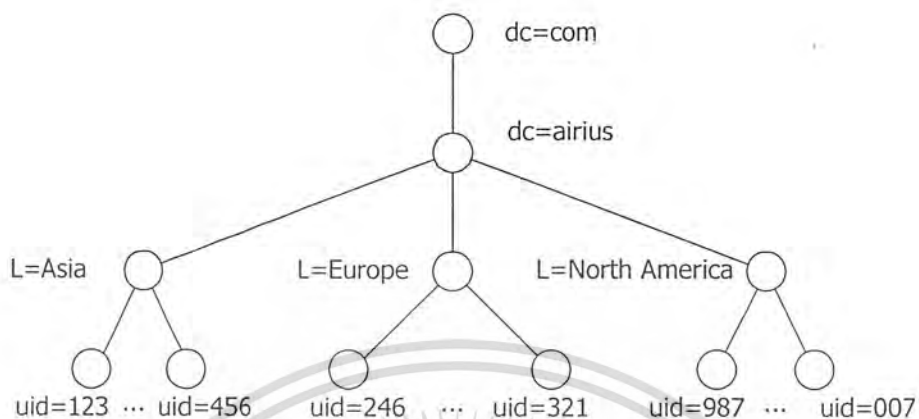 dc=com
dc=airius
L=Asia
L=Europe
L=North America
uid=123 ... uid=456
uid=246 ... uid=321
uid=987 ... uid=007